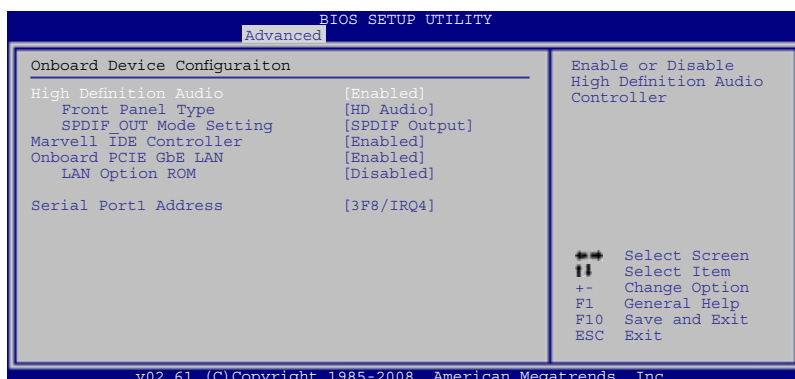 BIOS SETUP UTILITY
Advanced
Onboard Device Configuraiton
High Definition Audio [Enabled]
Front Panel Type [HD Audio]
SPDIF_OUT Mode Setting [SPDIF Output]
Marvell IDE Controller [Enabled]
Onboard PCIE GbE LAN [Enabled]
LAN Option ROM [Disabled]
Serial Port1 Address [3F8/IRQ4]
Enable or Disable
High Definition Audio
Controller
Select Screen
Select Item
+- Change Option
F1 General Help
F10 Save and Exit
ESC Exit
v02.61 (C)Copyright 1985-2008, American Megatrends, Inc.